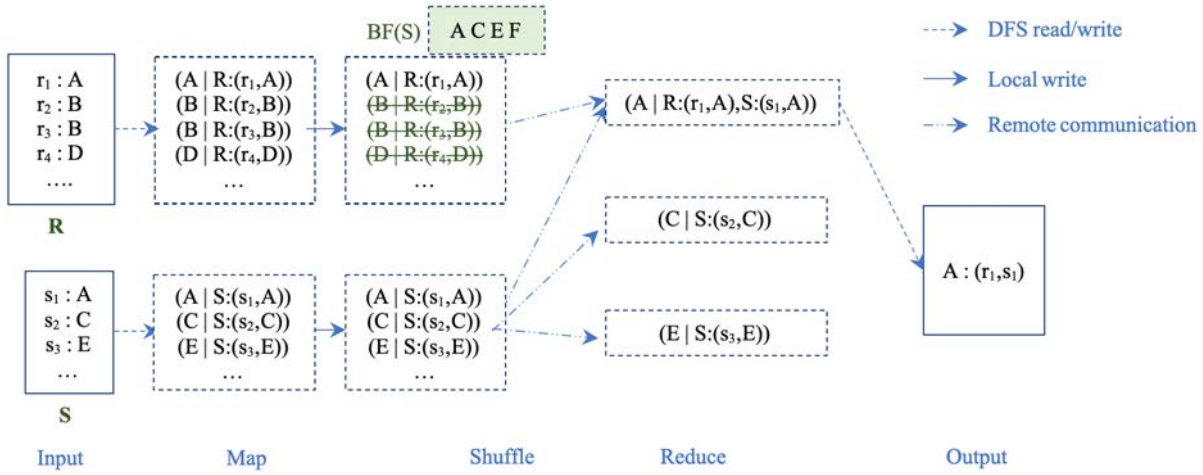 BF(S) A C E F
DFS read/write
Local write
Remote communication
r₁ : A
r₂ : B
r₃ : B
r₄ : D
….
R
(A | R:(r₁,A))
(B | R:(r₂,B))
(B | R:(r₃,B))
(D | R:(r₄,D))
…
(A | R:(r₁,A))
(B | R:(r₂,B))
(B | R:(r₃,B))
(D | R:(r₄,D))
…
(A | R:(r₁,A),S:(s₁,A))
(C | S:(s₂,C))
(E | S:(s₃,E))
A : (r₁,s₁)
s₁ : A
s₂ : C
s₃ : E
…
S
(A | S:(s₁,A))
(C | S:(s₂,C))
(E | S:(s₃,E))
…
(A | S:(s₁,A))
(C | S:(s₂,C))
(E | S:(s₃,E))
…
Input Map Shuffle Reduce Output